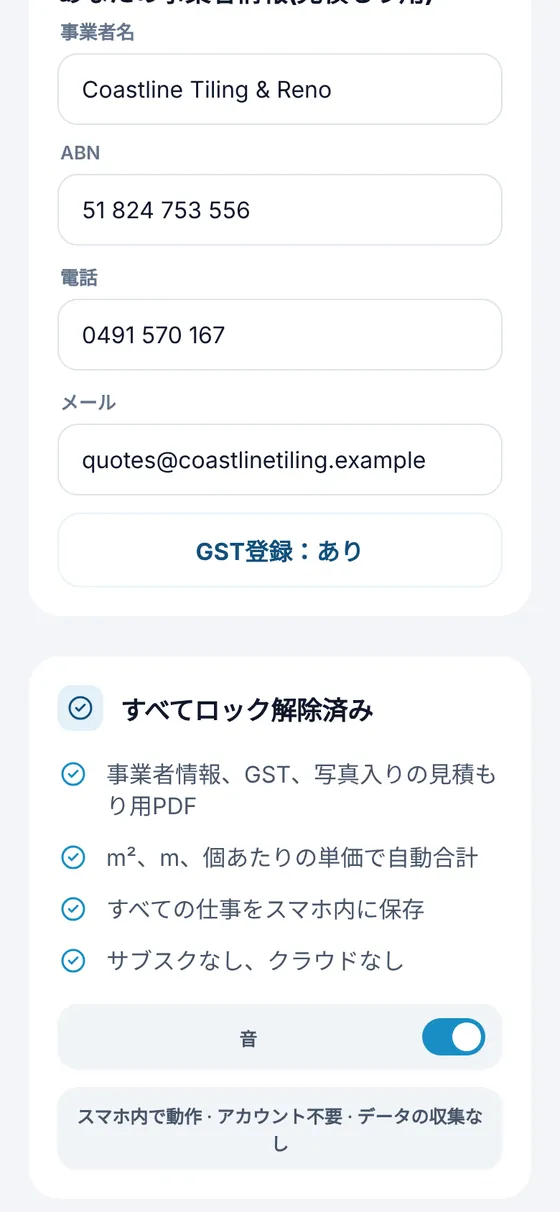 事業者名
Coastline Tiling & Reno
ABN
51 824 753 556
電話
0491 570 167
メール
quotes@coastlinetiling.example
GST登録：あり
すべてロック解除済み
事業者情報、GST、写真入りの見積も
り用PDF
m²、m、個あたりの単価で自動合計
すべての仕事をスマホ内に保存
サブスクなし、クラウドなし
音
スマホ内で動作 · アカウント不要 · データの収集な
し